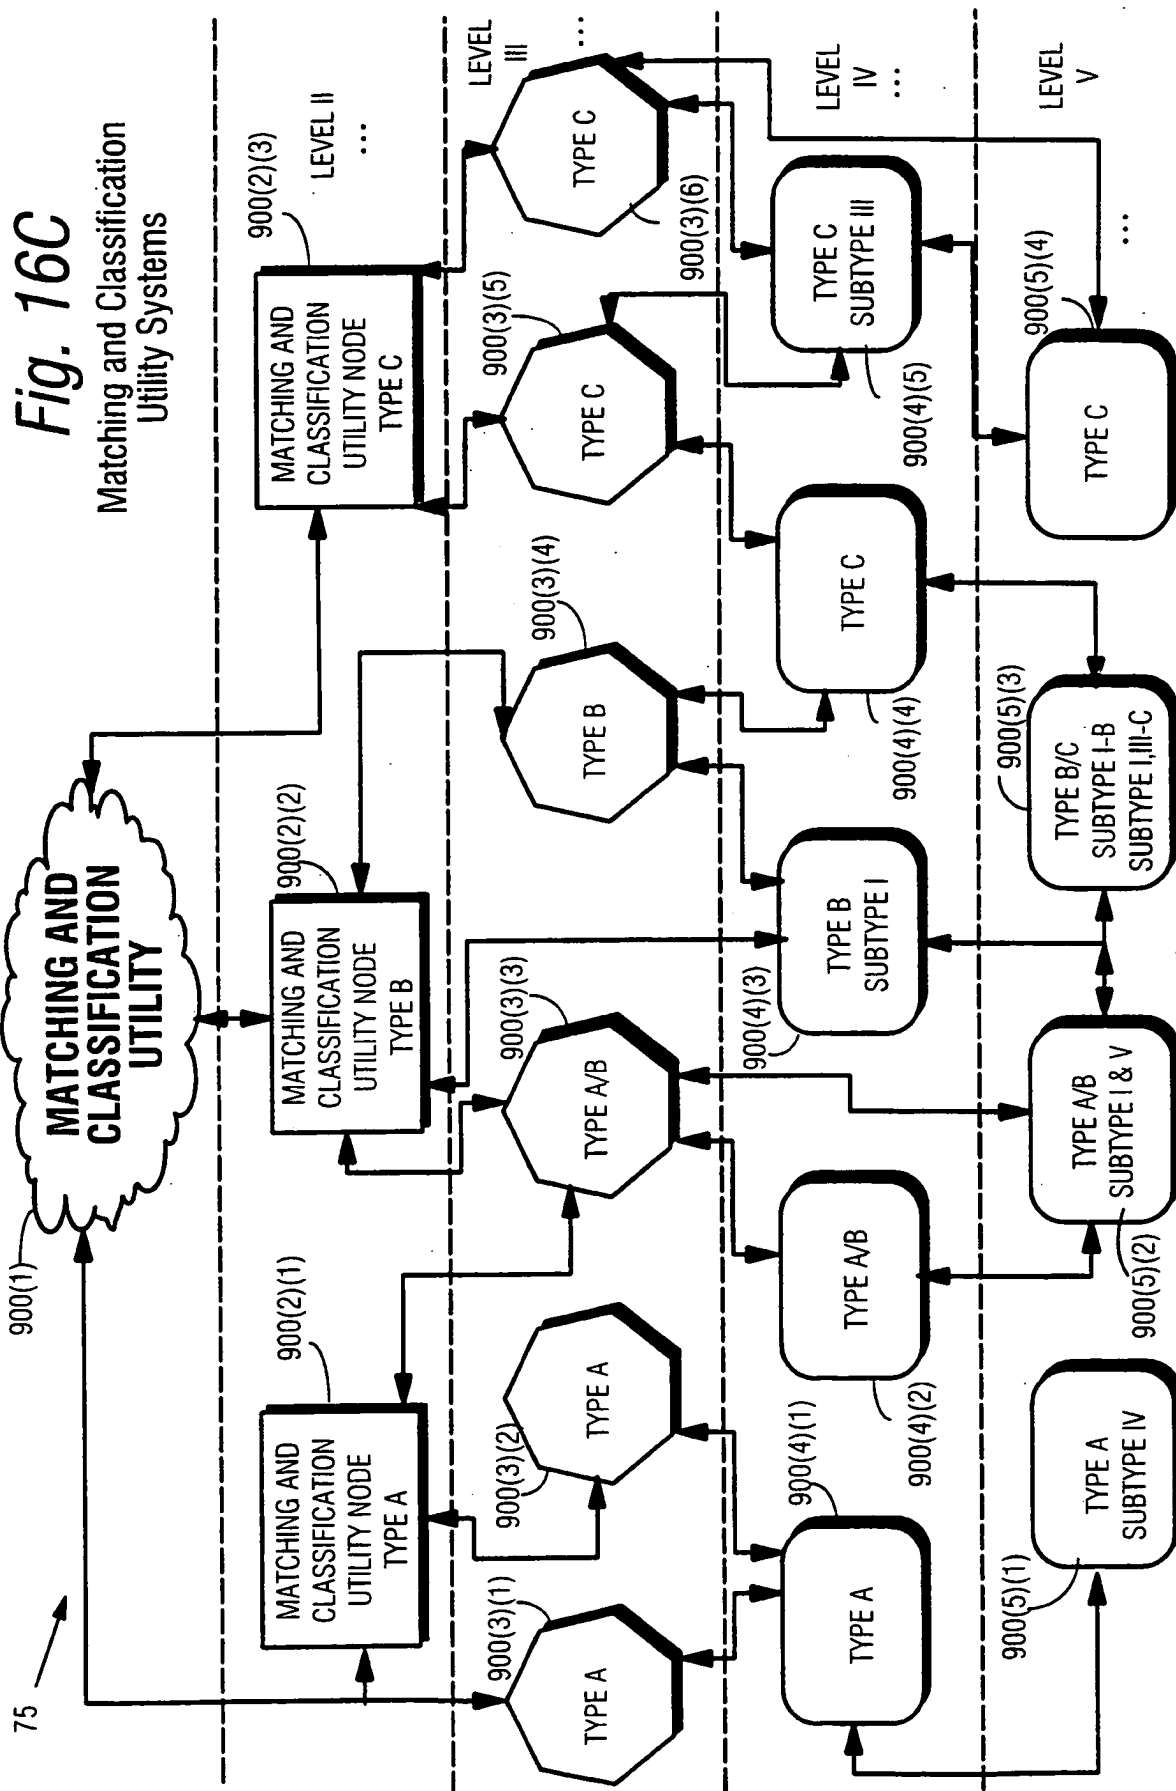 Fig. 16C
Matching and Classification
Utility Systems
75
900(1)
MATCHING AND
CLASSIFICATION
UTILITY
900(2)(1)
MATCHING AND
CLASSIFICATION
UTILITY NODE
TYPE A
900(2)(2)
MATCHING AND
CLASSIFICATION
UTILITY NODE
TYPE B
900(2)(3)
MATCHING AND
CLASSIFICATION
UTILITY NODE
TYPE C
LEVEL II
...
900(3)(1)
TYPE A
900(3)(2)
TYPE A
900(3)(3)
TYPE A/B
900(3)(4)
TYPE B
900(3)(5)
TYPE C
900(3)(6)
TYPE C
LEVEL
III
...
900(4)(1)
TYPE A
900(4)(2)
TYPE A/B
900(4)(3)
TYPE B
SUBTYPE I
900(4)(4)
TYPE C
900(4)(5)
TYPE C
SUBTYPE III
LEVEL
IV
...
900(5)(1)
TYPE A
SUBTYPE IV
900(5)(2)
TYPE A/B
SUBTYPE I & V
900(5)(3)
TYPE B/C
SUBTYPE I-B
SUBTYPE I,III-C
900(5)(4)
TYPE C
LEVEL
V
...